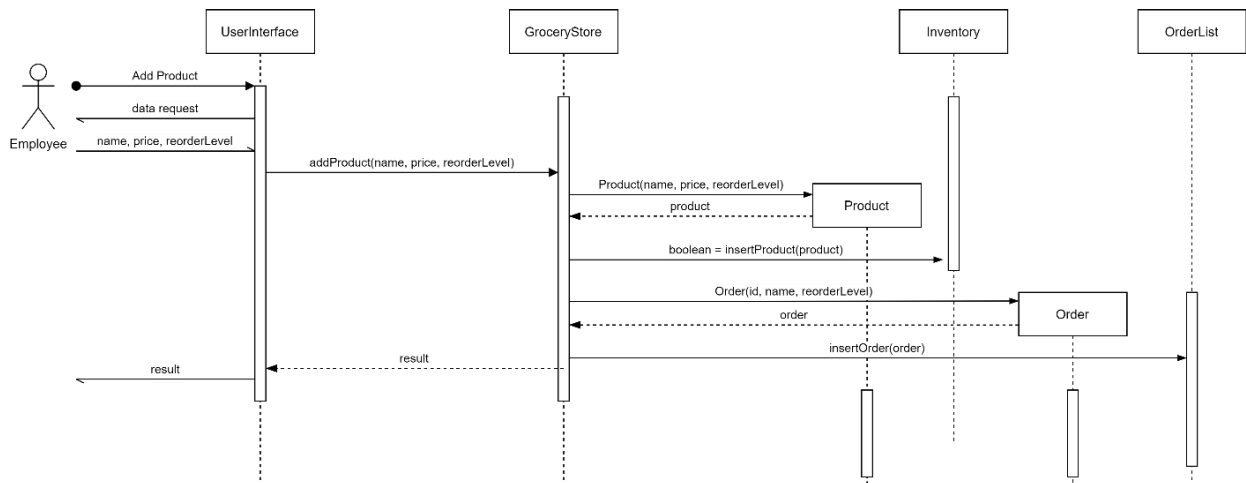 UserInterface
GroceryStore
Inventory
OrderList
Add Product
data request
Employee
name, price, reorderLevel
addProduct(name, price, reorderLevel)
Product(name, price, reorderLevel)
product
Product
boolean = insertProduct(product)
Order(id, name, reorderLevel)
order
Order
insertOrder(order)
result
result